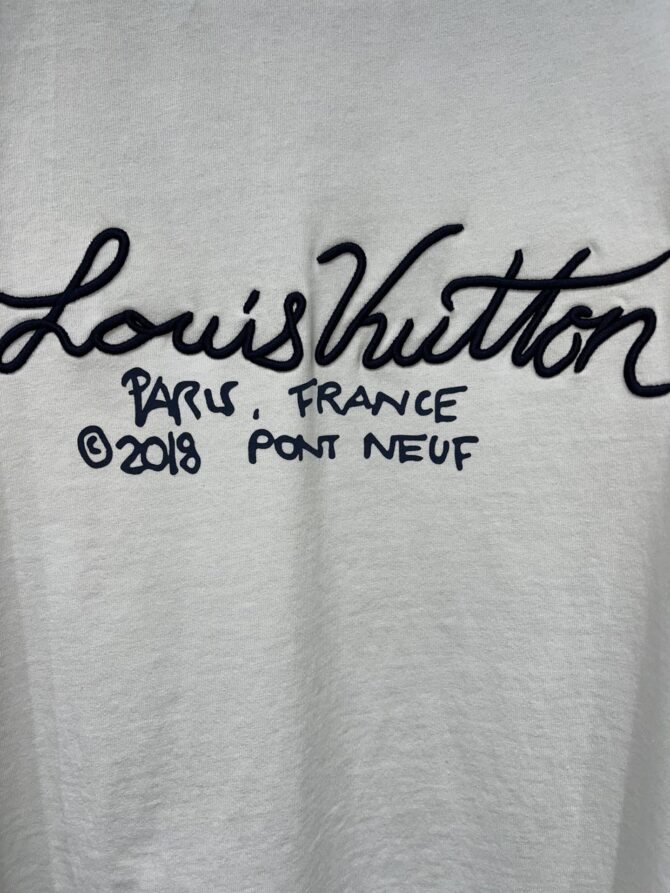 Louis Vuitton
PARIS, FRANCE
©2018 PONT NEUF